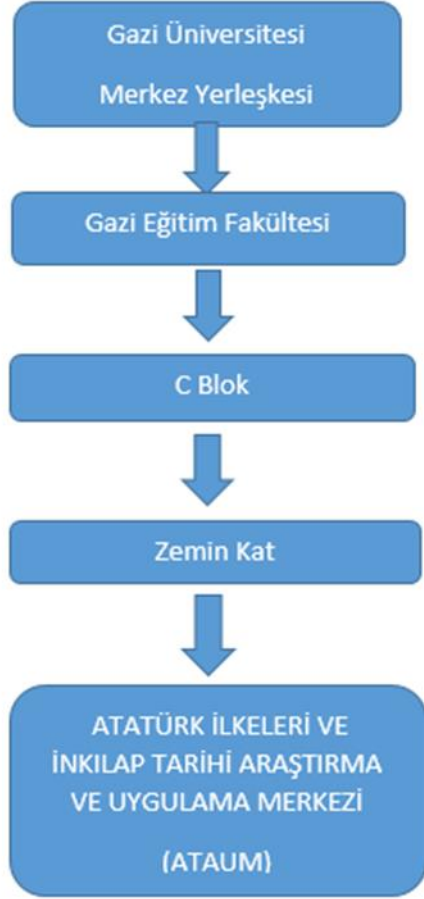 Gazi Üniversitesi
Merkez Yerleşkesi
Gazi Eğitim Fakültesi
C Blok
Zemin Kat
ATATÜRK İLKELERİ VE
İNKILAP TARİHİ ARAŞTIRMA
VE UYGULAMA MERKEZİ
(ATAUM)